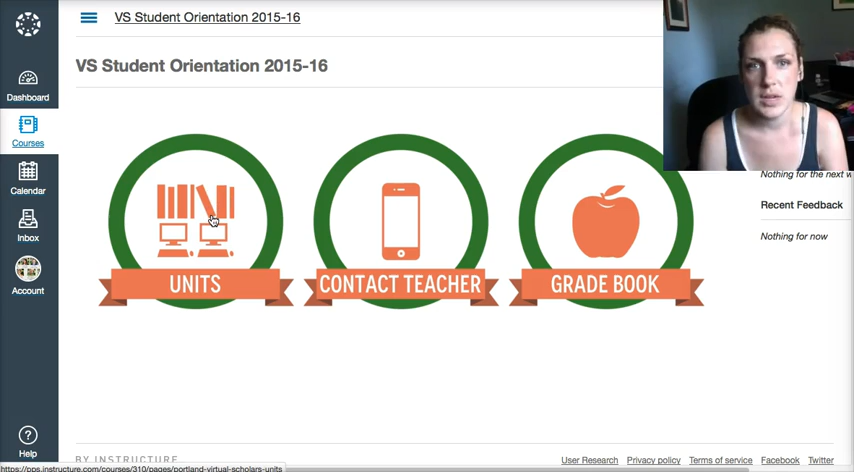 VS Student Orientation 2015-16
VS Student Orientation 2015-16
Dashboard
Courses
Calendar
Inbox
Account
Help
UNITS
CONTACT TEACHER
GRADE BOOK
Nothing for the next
Recent Feedback
Nothing for now
BY INSTRUCTURE
User Research Privacy policy Terms of service Facebook Twitter
https://pps.instructure.com/courses/310/pages/portland-virtual-scholars-units